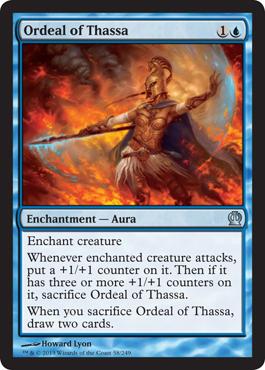 Ordeal of Thassa 1
Enchantment — Aura
Enchant creature
Whenever enchanted creature attacks,
put a +1/+1 counter on it. Then if it
has three or more +1/+1 counters on
it, sacrifice Ordeal of Thassa.
When you sacrifice Ordeal of Thassa,
draw two cards.
Howard Lyon
™ & © 2013 Wizards of the Coast 58/249